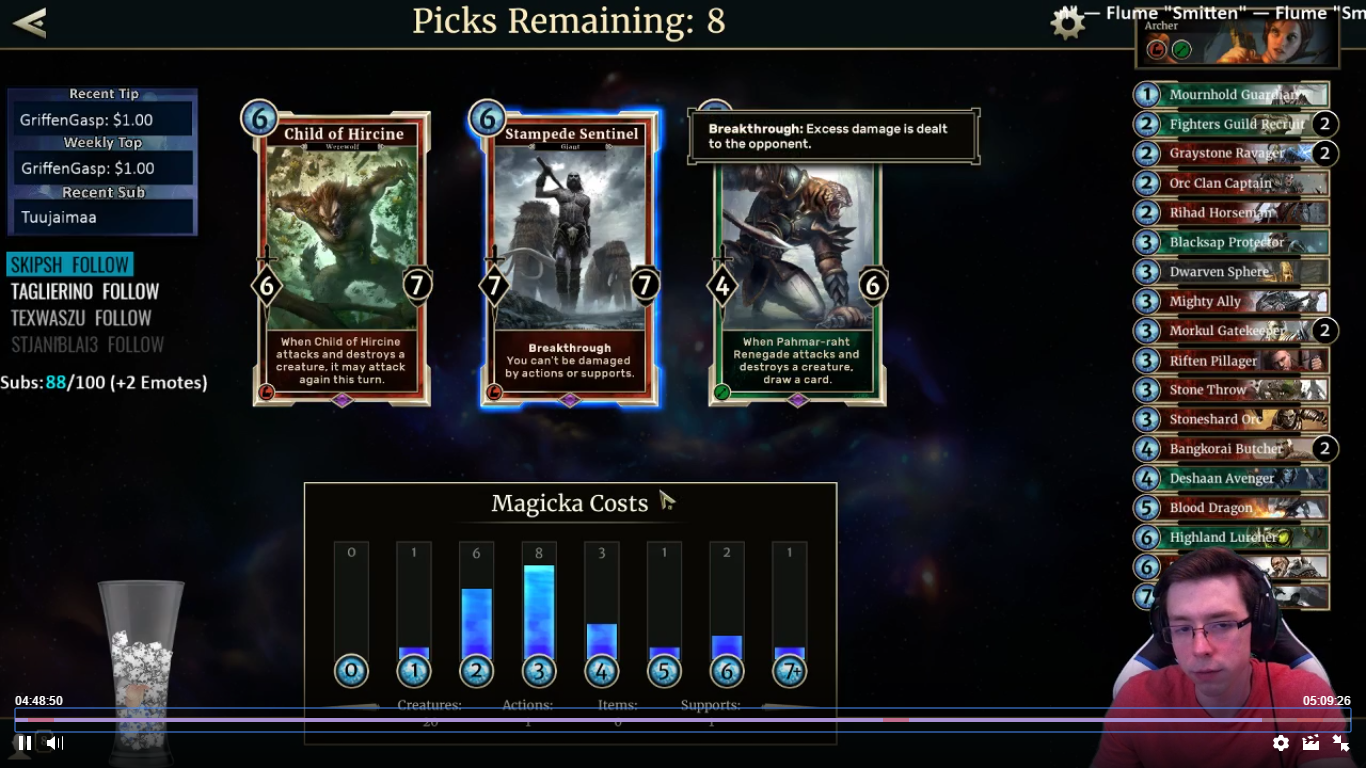 Picks Remaining: 8
— Flume "Smitten" — Flume "Sm
Archer
Recent Tip
GriffenGasp: $1.00
Weekly Top
GriffenGasp: $1.00
Recent Sub
Tuujaimaa
SKIPSH FOLLOW
TAGLIERINO FOLLOW
TEXWASZU FOLLOW
STJANIBLAI3 FOLLOW
Subs:88/100 (+2 Emotes)
6
Child of Hircine
Werewolf
6
7
When Child of Hircine
attacks and destroys a
creature, it may attack
again this turn.
6
Stampede Sentinel
Giant
7
7
Breakthrough
You can't be damaged
by actions or supports.
Breakthrough: Excess damage is dealt
to the opponent.
4
6
When Pahmar-raht
Renegade attacks and
destroys a creature,
draw a card.
1 Mournhold Guardian
2 Fighters Guild Recruit 2
2 Graystone Ravager 2
2 Orc Clan Captain
2 Rihad Horseman
3 Blacksap Protector
3 Dwarven Sphere
3 Mighty Ally
3 Morkul Gatekeeper 2
3 Riften Pillager
3 Stone Throw
3 Stoneshard Orc
4 Bangkorai Butcher 2
4 Deshaan Avenger
5 Blood Dragon
6 Highland Lurcher
6
7
Magicka Costs
0 1 6 8 3 1 2 1
0 1 2 3 4 5 6 7+
Creatures: Actions: Items: Supports:
20 1 0 1
04:48:50
05:09:26